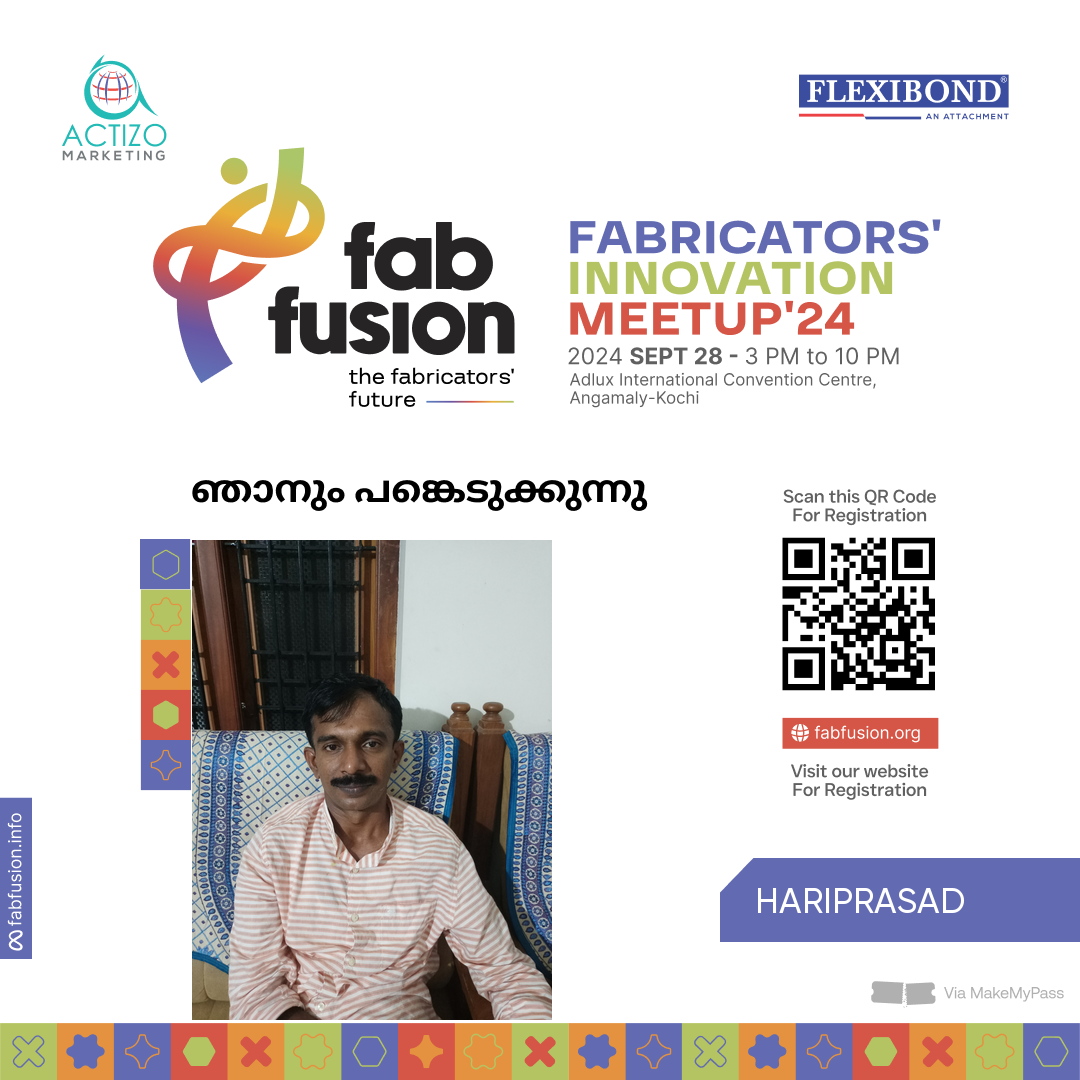 ACTIZO
MARKETING
FLEXIBOND®
AN ATTACHMENT
fab
fusion
the fabricators'
future
FABRICATORS'
INNOVATION
MEETUP'24
2024 SEPT 28 - 3 PM to 10 PM
Adlux International Convention Centre,
Angamaly-Kochi
ഞാനും പങ്കെടുക്കുന്നു
Scan this QR Code
For Registration
fabfusion.org
Visit our website
For Registration
fabfusion.info
HARIPRASAD
Via MakeMyPass